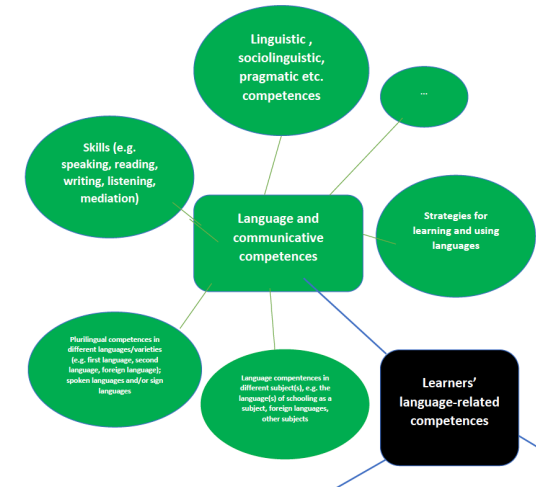 Linguistic ,
sociolinguistic,
pragmatic etc.
competences
...
Skills (e.g.
speaking, reading,
writing, listening,
mediation)
Language and
communicative
competences
Strategies for
learning and using
languages
Plurilingual competences in
different languages/varieties
(e.g. first language, second
language, foreign language);
spoken languages and/or sign
languages
Language compentences in
different subject(s), e.g. the
language(s) of schooling as a
subject, foreign languages,
other subjects
Learners'
language-related
competences